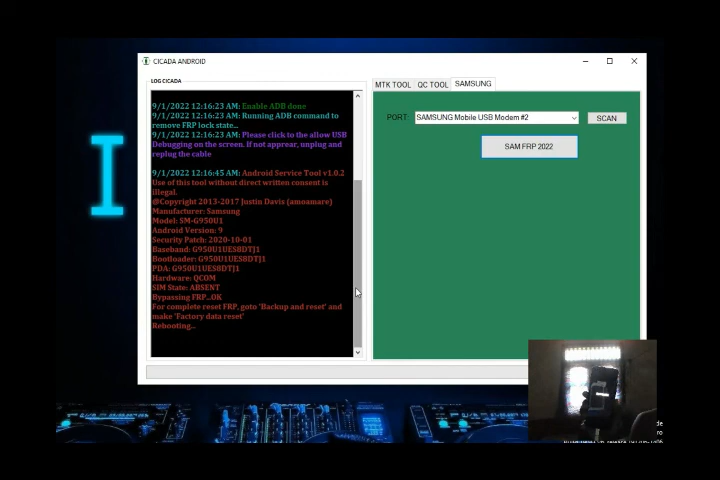 CICADA ANDROID
LOG CICADA
9/1/2022 12:16:23 AM: Enable ADB done
9/1/2022 12:16:23 AM: Running ADB command to
remove FRP lock state...
9/1/2022 12:16:23 AM: Please click to the allow USB
Debugging on the screen. If not apprear, unplug and
replug the cable
9/1/2022 12:16:45 AM: Android Service Tool v1.0.2
Use of this tool without direct written consent is
illegal.
@Copyright 2013-2017 Justin Davis (amoamare)
Manufacturer: Samsung
Model: SM-G950U1
Android Version: 9
Security Patch: 2020-10-01
Baseband: G950U1UES8DTJ1
Bootloader: G950U1UES8DTJ1
PDA: G950U1UES8DTJ1
Hardware: QCOM
SIM State: ABSENT
Bypassing FRP...OK
For complete reset FRP, goto 'Backup and reset' and
make 'Factory data reset'
Rebooting...
MTK TOOL QC TOOL SAMSUNG
PORT: SAMSUNG Mobile USB Modem #2 SCAN
SAM FRP 2022